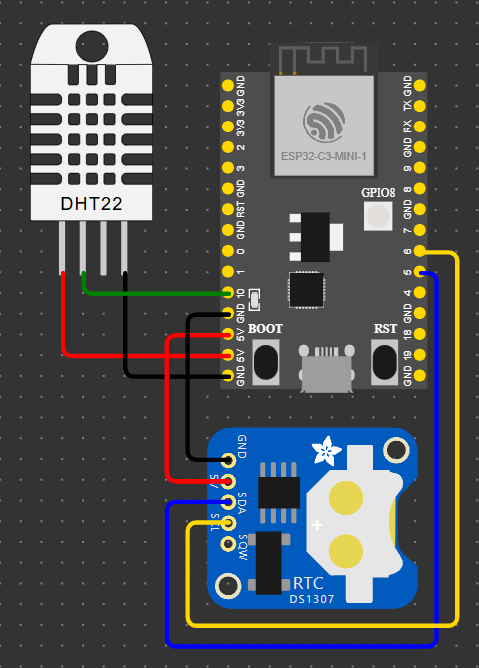 DHT22
ESP32-C3-MINI-1
GPIO8
GND
3V3
3V3
2
3
GND
RST
GND
0
1
10
GND
5V
5V
GND
GND
TX
RX
GND
9
8
GND
7
6
5
4
GND
18
19
GND
BOOT
RST
GND
5V
SDA
SCL
SQW
RTC
DS1307